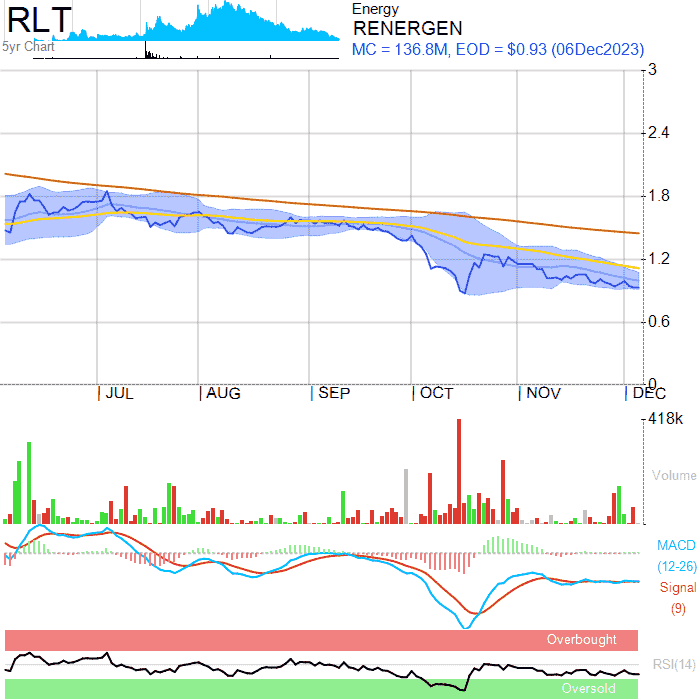 RLT
5yr Chart
Energy
RENERGEN
MC = 136.8M, EOD = $0.93 (06Dec2023)
3
2.4
1.8
1.2
0.6
0
JUL AUG SEP OCT NOV DEC
418k
Volume
MACD
(12-26)
Signal
(9)
Overbought
RSI(14)
Oversold